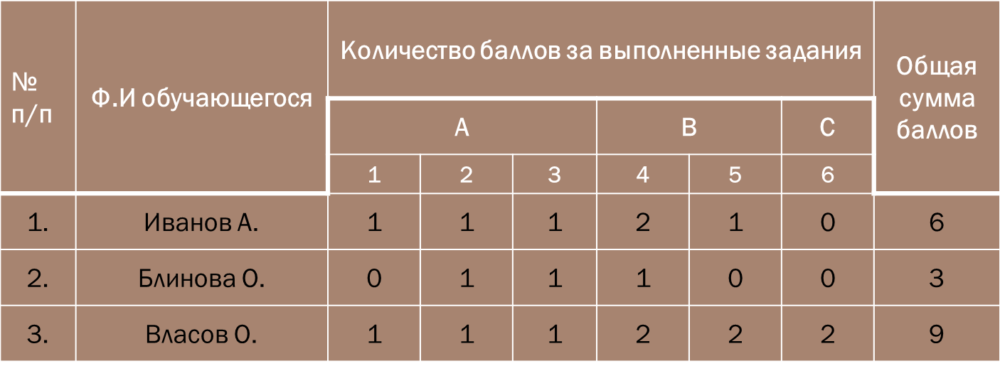 №
п/п
Ф.И обучающегося
Количество баллов за выполненные задания
Общая
сумма
баллов
А В С
1 2 3 4 5 6
1. Иванов А. 1 1 1 2 1 0 6
2. Блинова О. 0 1 1 1 0 0 3
3. Власов О. 1 1 1 2 2 2 9